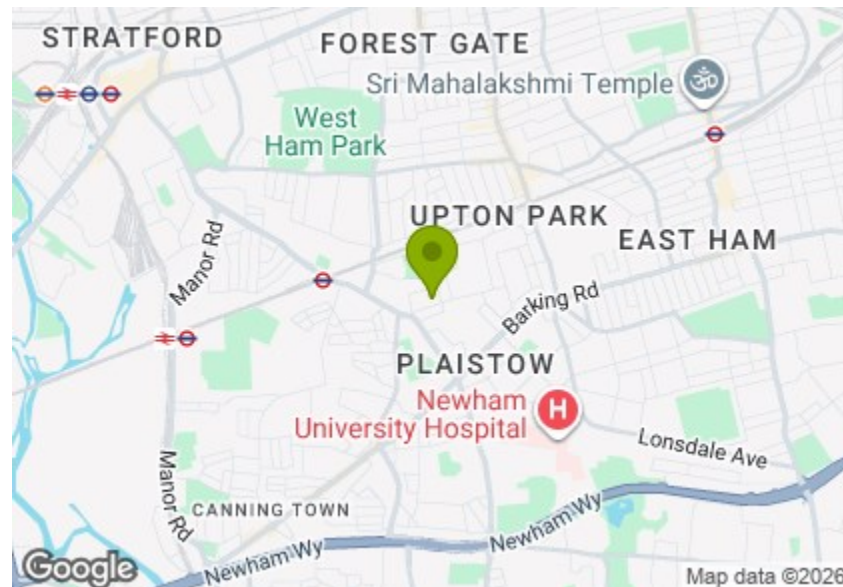 STRATFORD
FOREST GATE
Sri Mahalakshmi Temple
West
Ham Park
UPTON PARK
EAST HAM
Manor Rd
Barking Rd
PLAISTOW
Newham
University Hospital
H
Lonsdale Ave
Manor Rd
CANNING TOWN
Newham Wy
Newham Wy
Google
Map data ©2026